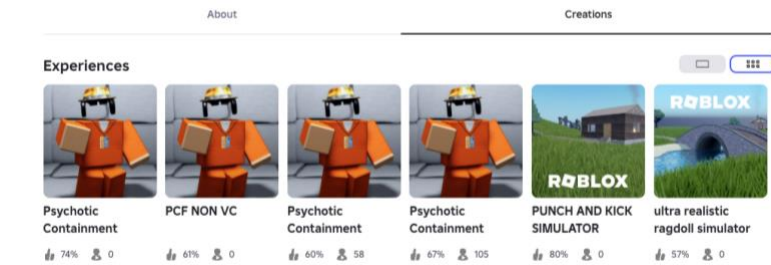 About
Creations
Experiences
ROBLOX
ROBLOX
Psychotic
Containment
PCF NON VC
Psychotic
Containment
Psychotic
Containment
PUNCH AND KICK
SIMULATOR
ultra realistic
ragdoll simulator
74% 0
61% 0
60% 58
67% 105
80% 0
57% 0